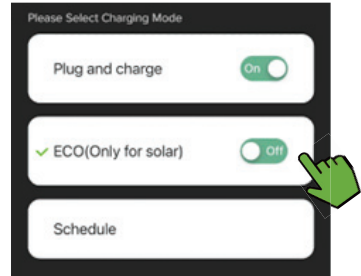 Please Select Charging Mode
Plug and charge On
ECO(Only for solar) Off
Schedule